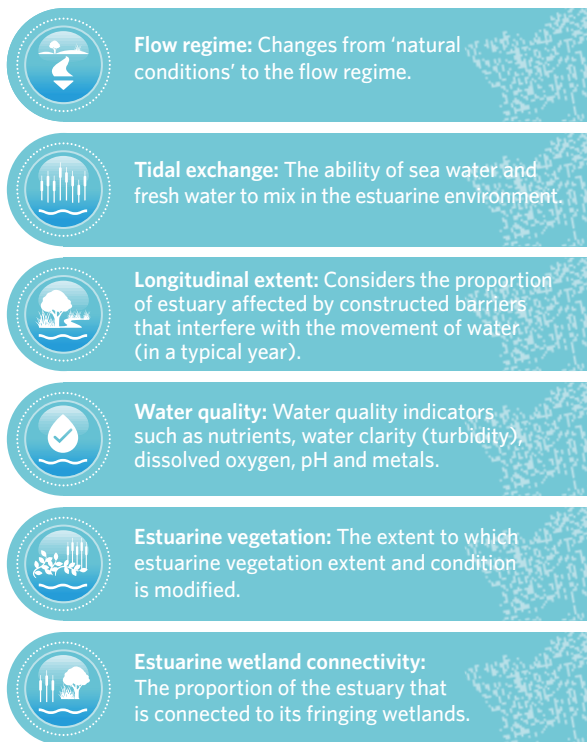 Flow regime: Changes from ‘natural
conditions’ to the flow regime.
Tidal exchange: The ability of sea water and
fresh water to mix in the estuarine environment.
Longitudinal extent: Considers the proportion
of estuary affected by constructed barriers
that interfere with the movement of water
(in a typical year).
Water quality: Water quality indicators
such as nutrients, water clarity (turbidity),
dissolved oxygen, pH and metals.
Estuarine vegetation: The extent to which
estuarine vegetation extent and condition
is modified.
Estuarine wetland connectivity:
The proportion of the estuary that
is connected to its fringing wetlands.